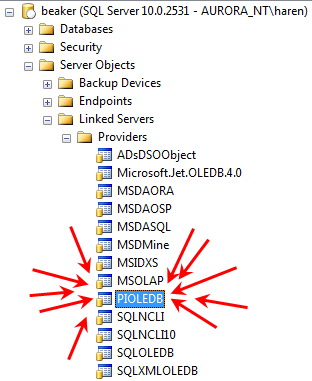 beaker (SQL Server 10.0.2531 - AURORA_NT\haren)
Databases
Security
Server Objects
Backup Devices
Endpoints
Linked Servers
Providers
ADsDSOObject
Microsoft.Jet.OLEDB.4.0
MSDAORA
MSDAOSP
MSDASQL
MSDMine
MSIDXS
MSOLAP
PIOLEDB
SQLNCLI
SQLNCLI10
SQLOLEDB
SQLXMLOLEDB